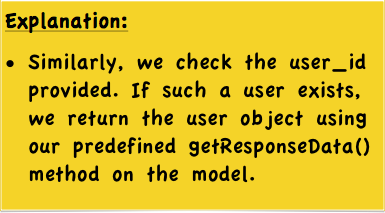 Explanation:
• Similarly, we check the user_id
provided. If such a user exists,
we return the user object using
our predefined getResponseData()
method on the model.